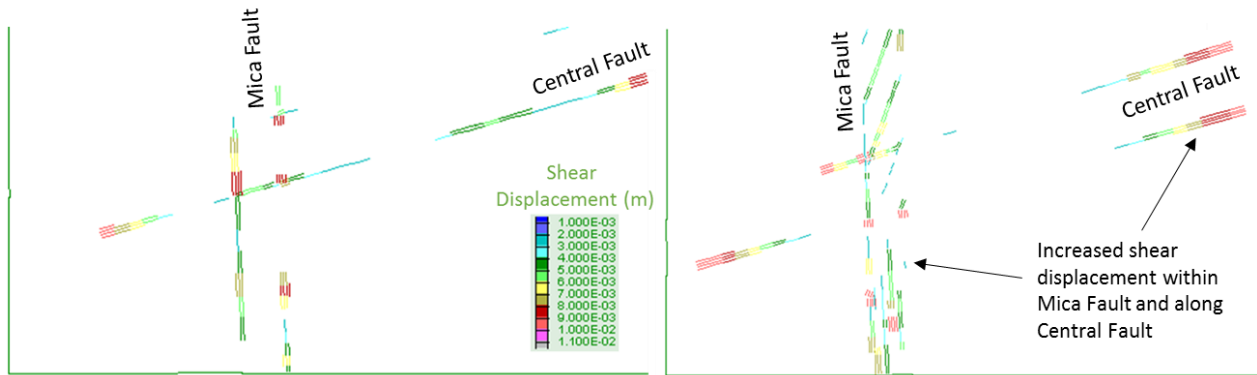 Mica Fault
Central Fault
Shear
Displacement (m)
1.000E-03
2.000E-03
3.000E-03
4.000E-03
5.000E-03
6.000E-03
7.000E-03
8.000E-03
9.000E-03
1.000E-02
1.100E-02
Mica Fault
Central Fault
Increased shear
displacement within
Mica Fault and along
Central Fault